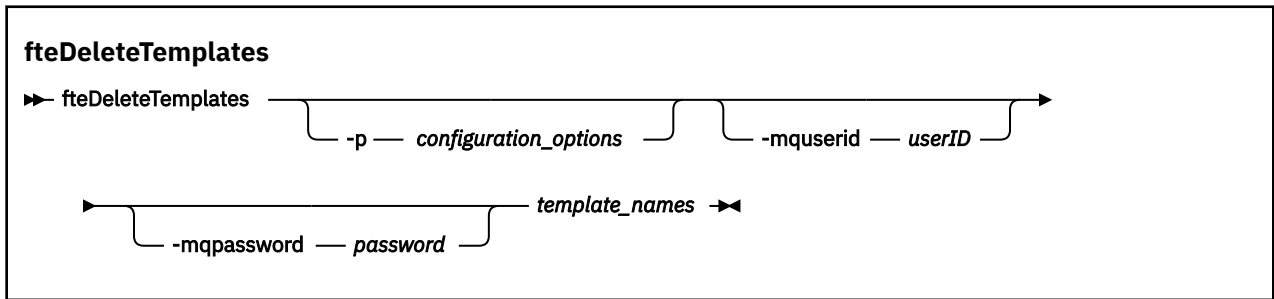 fteDeleteTemplates
fteDeleteTemplates
-p configuration_options -mquserid userID
template_names
-mqpassword password